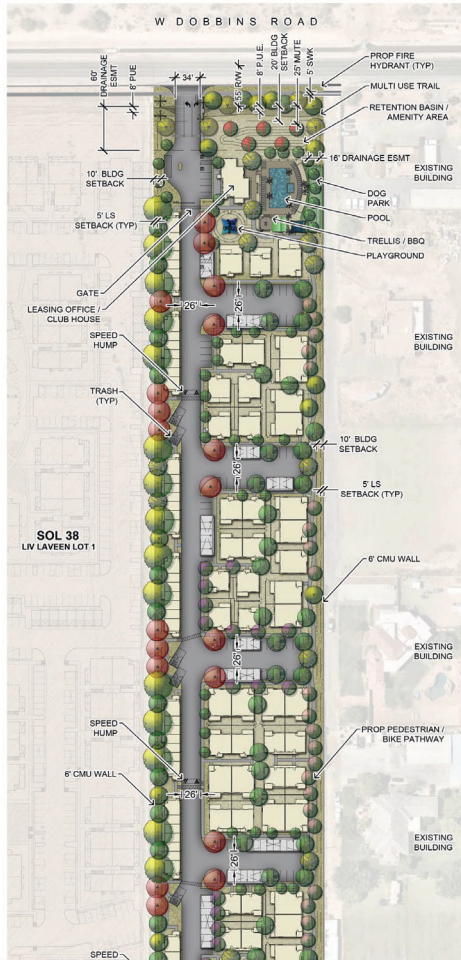 W DOBBINS ROAD
60'
DRAINAGE
ESMT
8' PUE
34'
55' R/W
8' P.U.E.
20' BLDG
SETBACK
25' MUTE
5' SWK
PROP FIRE
HYDRANT (TYP)
MULTI USE TRAIL
RETENTION BASIN /
AMENITY AREA
16' DRAINAGE ESMT
EXISTING
BUILDING
10' BLDG
SETBACK
DOG
PARK
5' LS
SETBACK (TYP)
POOL
TRELLIS / BBQ
PLAYGROUND
GATE
LEASING OFFICE /
CLUB HOUSE
26'
26'
SPEED
HUMP
EXISTING
BUILDING
TRASH
(TYP)
10' BLDG
SETBACK
26'
5' LS
SETBACK (TYP)
SOL 38
LIV LAVEEN LOT 1
6' CMU WALL
26'
EXISTING
BUILDING
SPEED
HUMP
PROP PEDESTRIAN /
BIKE PATHWAY
6' CMU WALL
26'
26'
EXISTING
BUILDING
SPEED